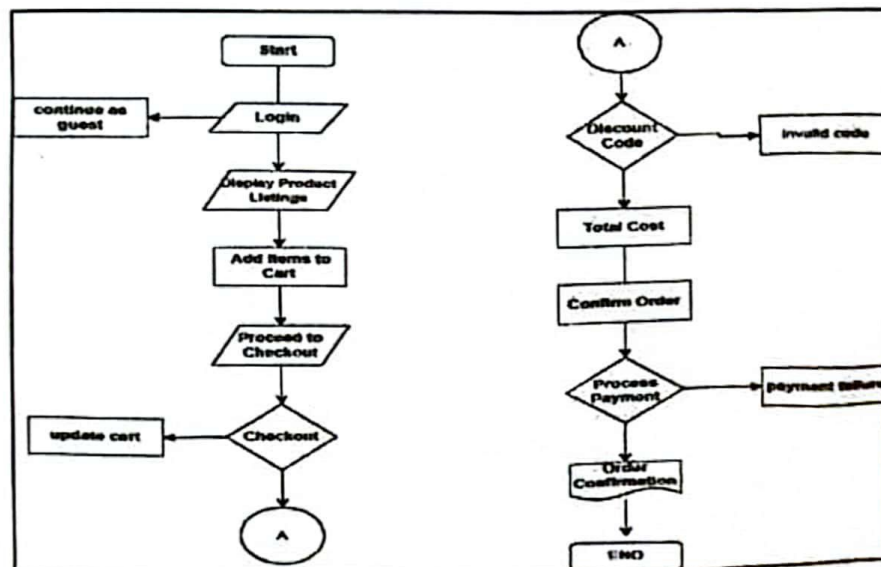 Start
continue as
guest
Login
Display Product
Listings
Add Items to
Cart
Proceed to
Checkout
Checkout
update cart
A
A
Discount
Code
invalid code
Total Cost
Confirm Order
Process
Payment
payment failure
Order
Confirmation
END